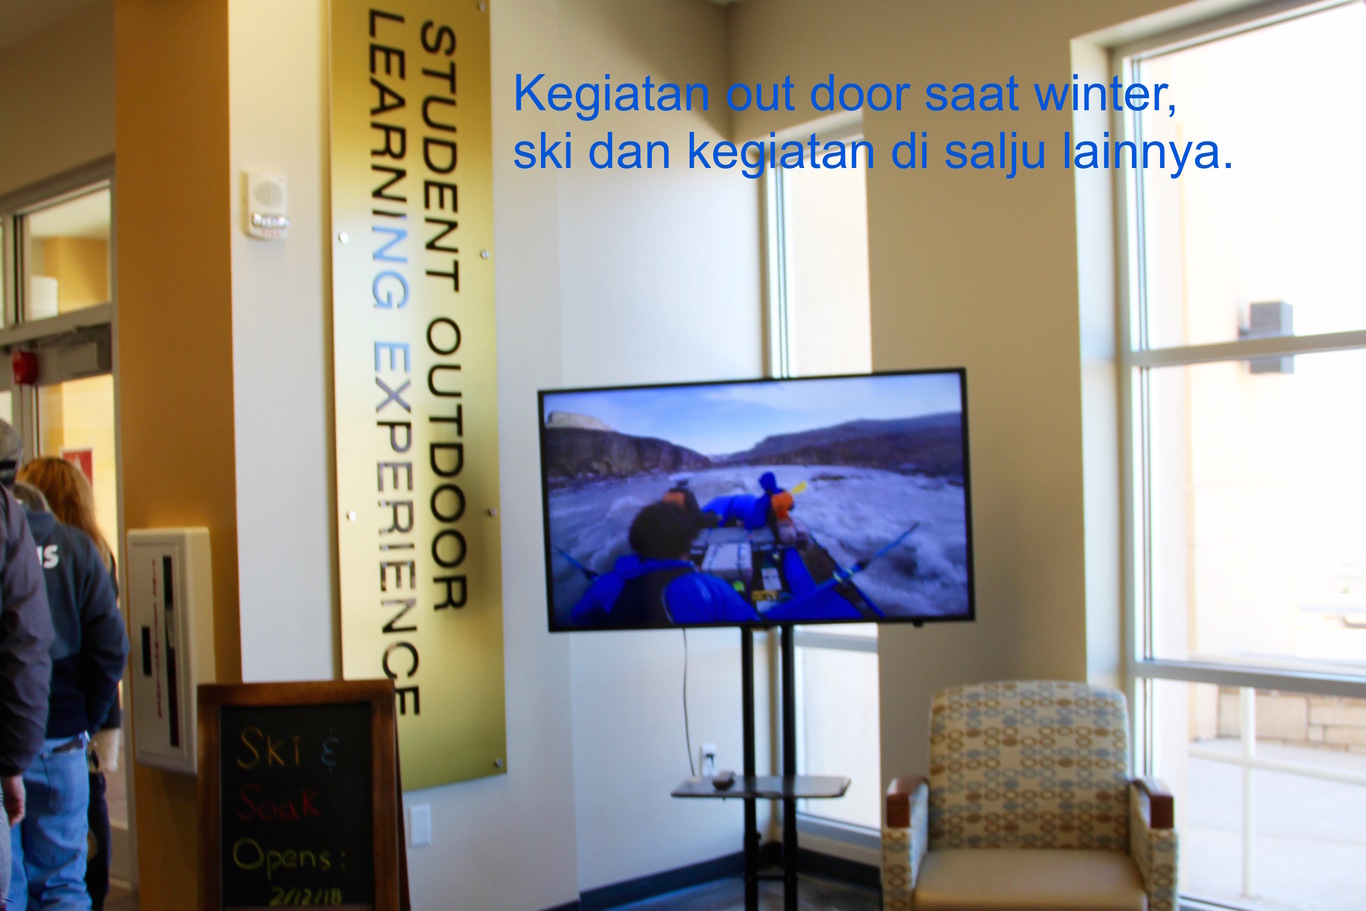 Kegiatan out door saat winter,
ski dan kegiatan di salju lainnya.
STUDENT OUTDOOR
LEARNING EXPERIENCE
Ski &
Soak
Opens:
2/12/18